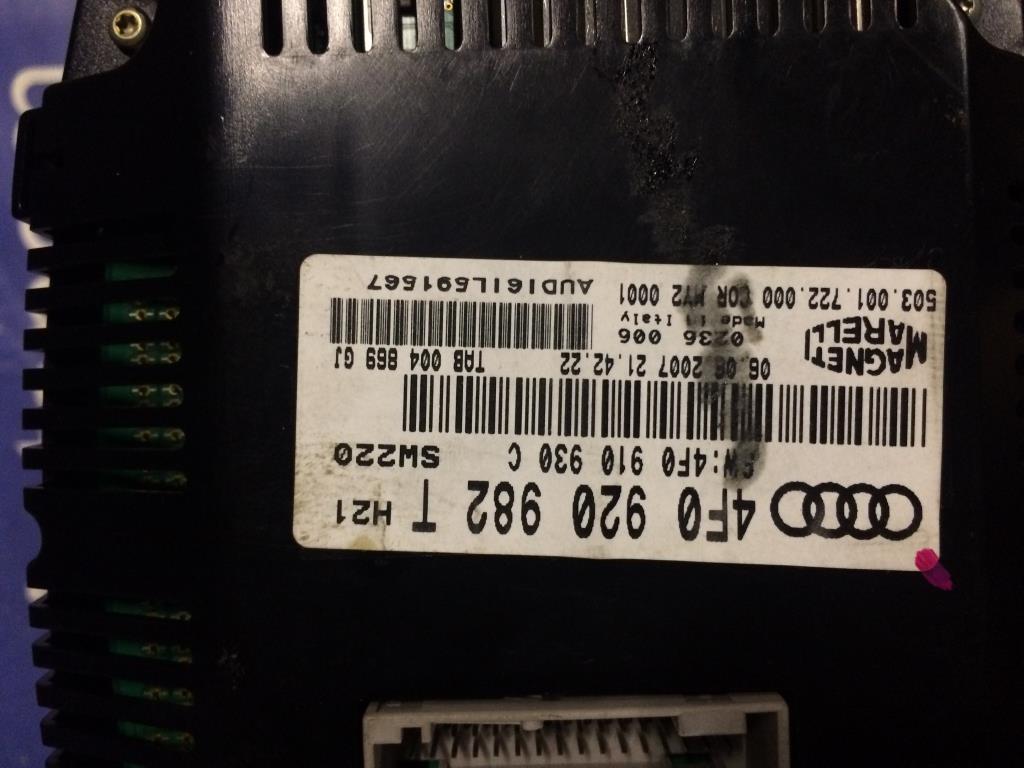 4F0 920 982 T H21
SW:4F0 910 930 C SW220
06.06.2007 21.42.22 TAB 004 869 GJ
MAGNETI MARELLI
0236 006
Made in Italy
503.001.722.000 COR MY2 0001
AUDI6IL591567